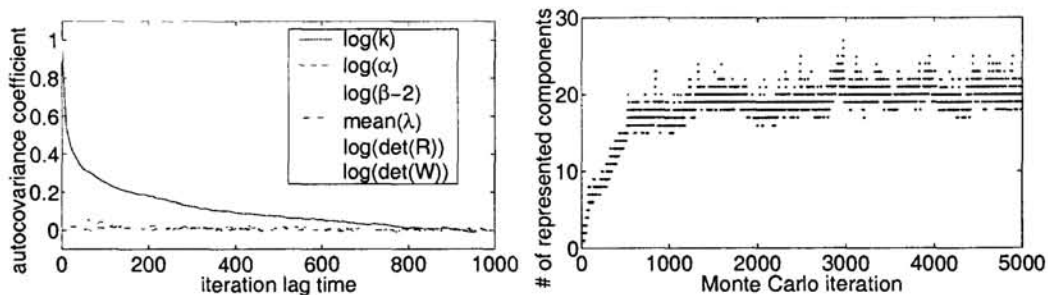 autocovariance coefficient
1
0.8
0.6
0.4
0.2
0
0
200
400
600
800
1000
iteration lag time
log(k)
log(α)
log(β-2)
mean(λ)
log(det(R))
log(det(W))
# of represented components
30
20
10
0
0
1000
2000
3000
4000
5000
Monte Carlo iteration